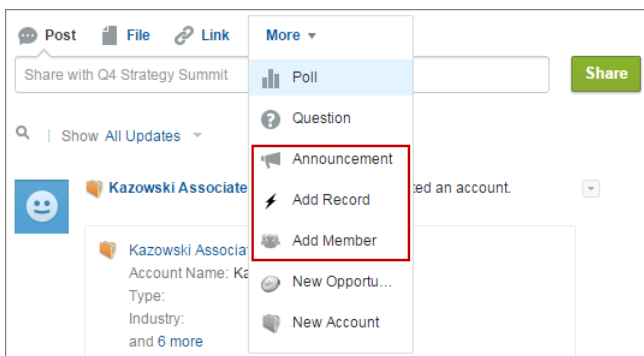 Post File Link More
Share with Q4 Strategy Summit
Share
Poll
Question
Show All Updates
Announcement
Kazowski Associate ted an account.
Add Record
Add Member
Kazowski Associa
Account Name: Ka
New Opportu...
Type:
Industry:
New Account
and 6 more